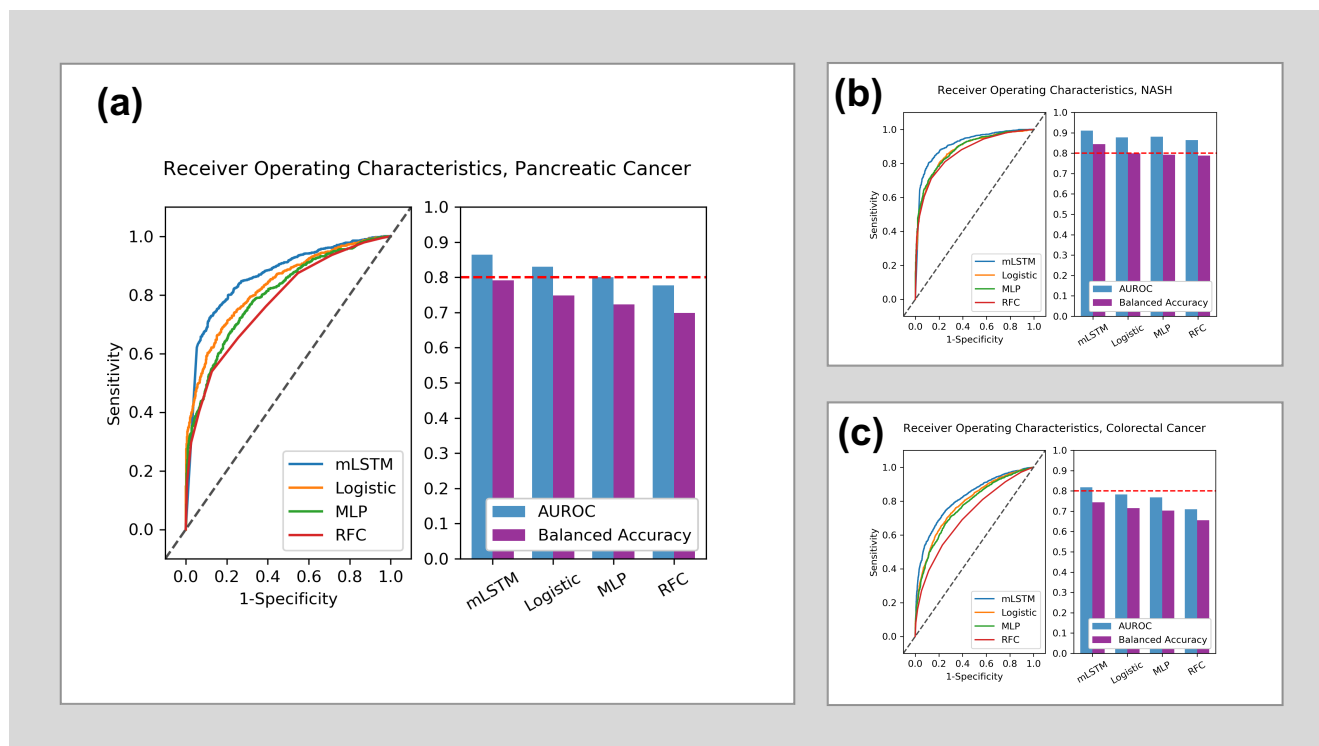 (a)
Receiver Operating Characteristics, Pancreatic Cancer
Sensitivity
1.0
0.8
0.6
0.4
0.2
0.0
mLSTM
Logistic
MLP
RFC
0.0 0.2 0.4 0.6 0.8 1.0
1-Specificity
1.0
0.9
0.8
0.7
0.6
0.5
0.4
0.3
0.2
0.1
0.0
AUROC
Balanced Accuracy
mLSTM Logistic MLP RFC
(b)
Receiver Operating Characteristics, NASH
Sensitivity
1.0
0.8
0.6
0.4
0.2
0.0
mLSTM
Logistic
MLP
RFC
0.0 0.2 0.4 0.6 0.8 1.0
1-Specificity
1.0
0.9
0.8
0.7
0.6
0.5
0.4
0.3
0.2
0.1
0.0
AUROC
Balanced Accuracy
mLSTM Logistic MLP RFC
(c)
Receiver Operating Characteristics, Colorectal Cancer
Sensitivity
1.0
0.8
0.6
0.4
0.2
0.0
mLSTM
Logistic
MLP
RFC
0.0 0.2 0.4 0.6 0.8 1.0
1-Specificity
1.0
0.9
0.8
0.7
0.6
0.5
0.4
0.3
0.2
0.1
0.0
AUROC
Balanced Accuracy
mLSTM Logistic MLP RFC